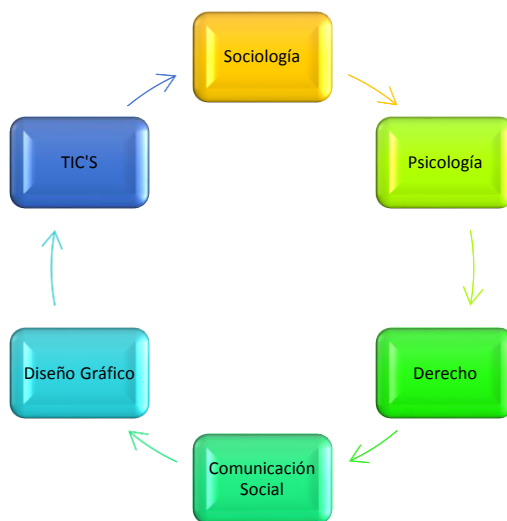 Sociología
Psicología
Derecho
Comunicación
Social
Diseño Gráfico
TIC'S